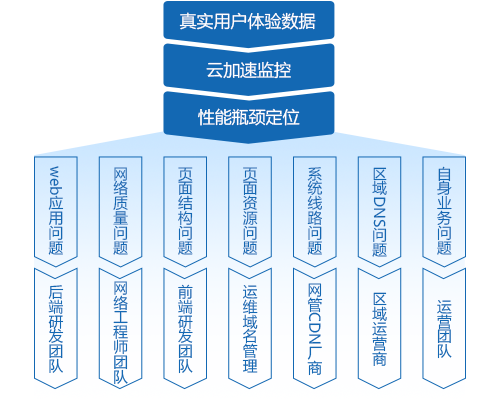 真实用户体验数据
云加速监控
性能瓶颈定位
web应用问题
网络质量问题
页面结构问题
页面资源问题
系统线路问题
区域DNS问题
自身业务问题
后端研发团队
网络工程师团队
前端研发团队
运维域名管理
网管CDN厂商
区域运营商
运营团队